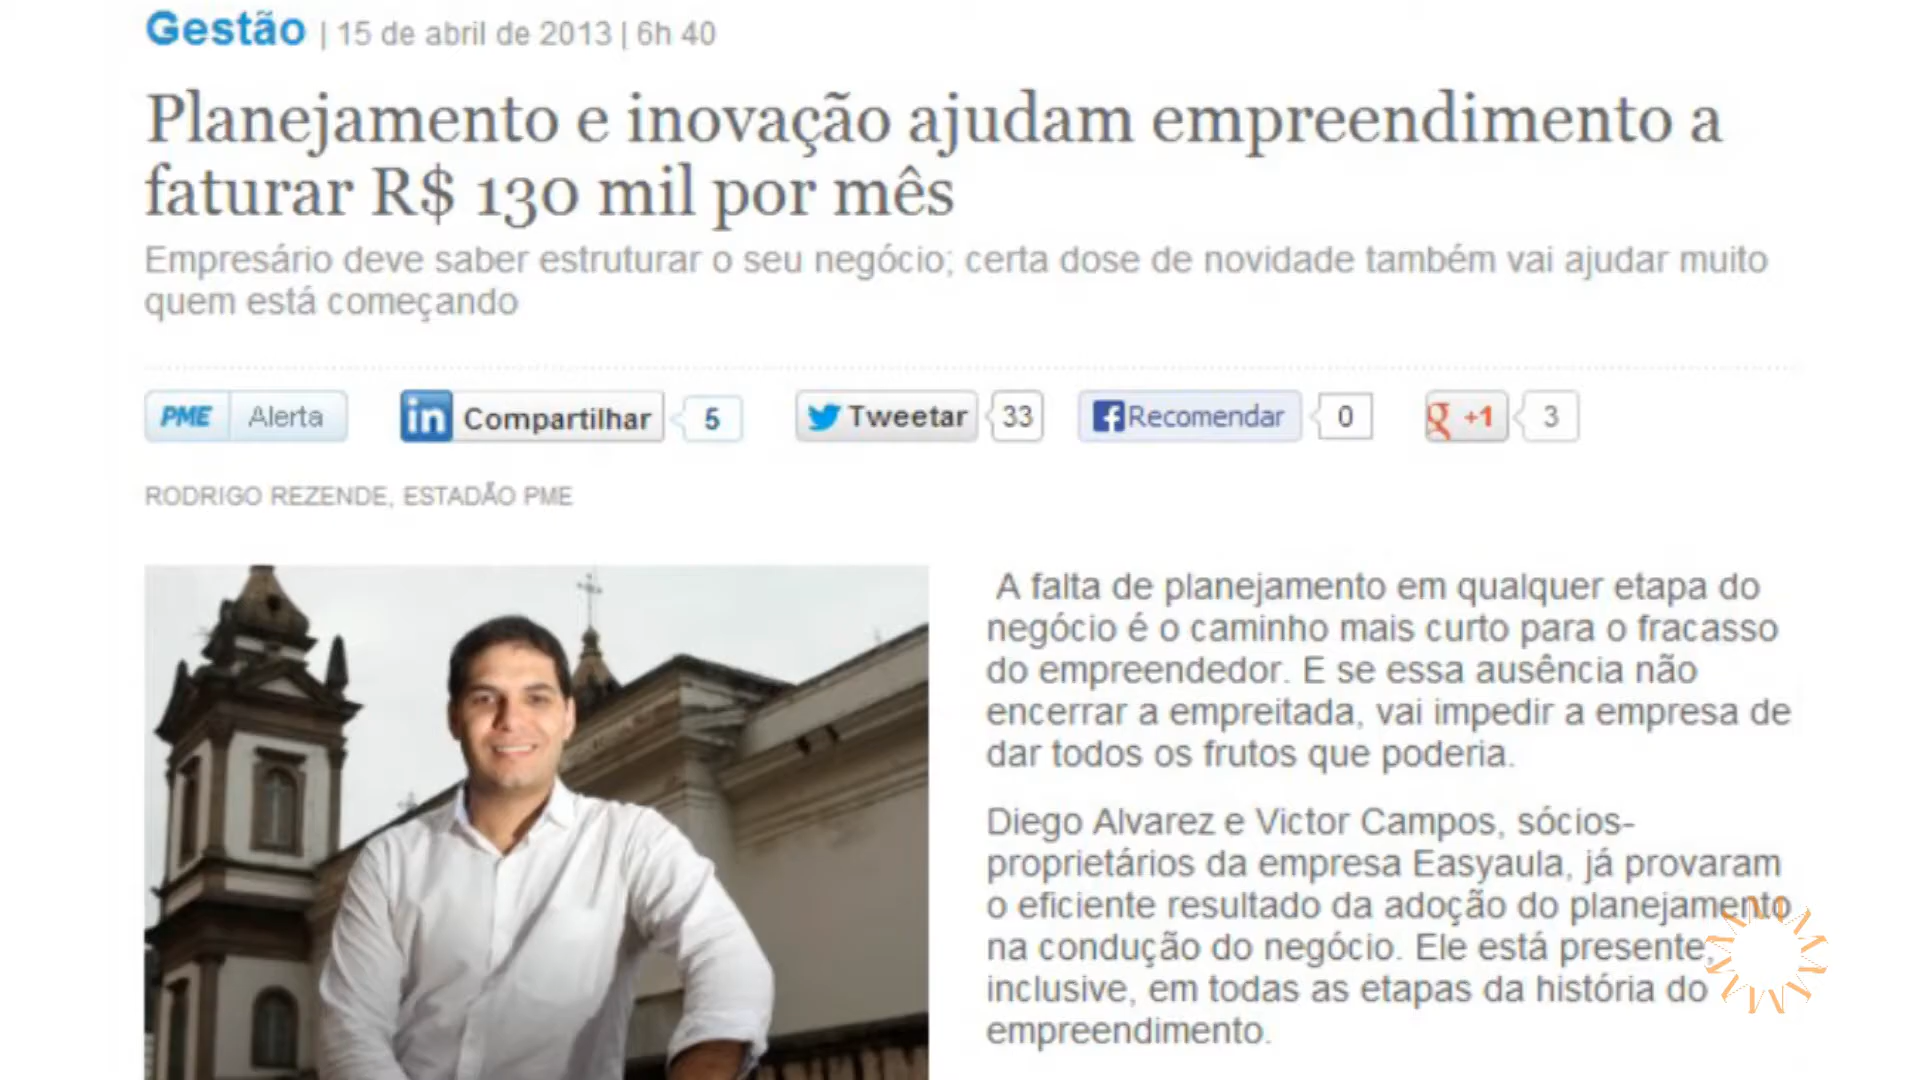 Gestão | 15 de abril de 2013 | 6h 40
Planejamento e inovação ajudam empreendimento a
faturar R$ 130 mil por mês
Empresário deve saber estruturar o seu negócio; certa dose de novidade também vai ajudar muito
quem está começando
PME Alerta in Compartilhar 5 Tweetar 33 f Recomendar 0 g +1 3
RODRIGO REZENDE, ESTADÃO PME
A falta de planejamento em qualquer etapa do
negócio é o caminho mais curto para o fracasso
do empreendedor. E se essa ausência não
encerrar a empreitada, vai impedir a empresa de
dar todos os frutos que poderia.
Diego Alvarez e Victor Campos, sócios-
proprietários da empresa Easyaula, já provaram
o eficiente resultado da adoção do planejamento
na condução do negócio. Ele está presente,
inclusive, em todas as etapas da história do
empreendimento.